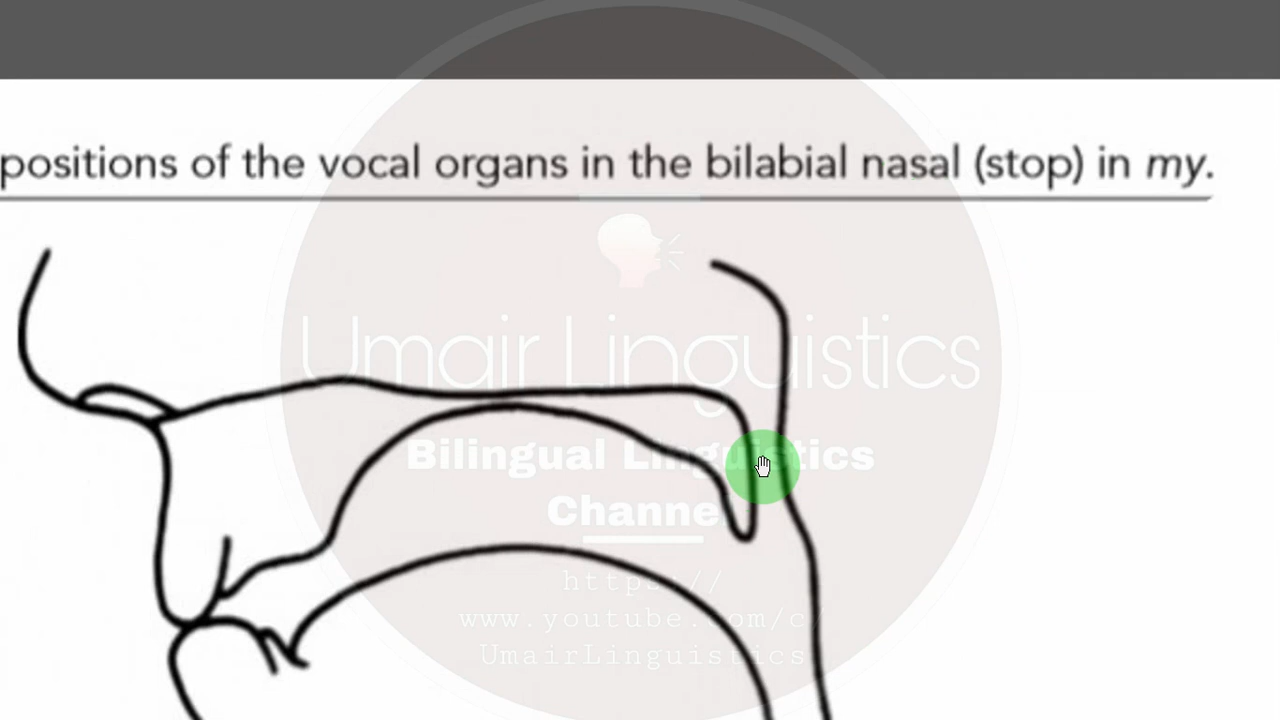 positions of the vocal organs in the bilabial nasal (stop) in my.
Umair Linguistics
Bilingual Linguistics
Channel
https://
www.youtube.com/c/
UmairLinguistics